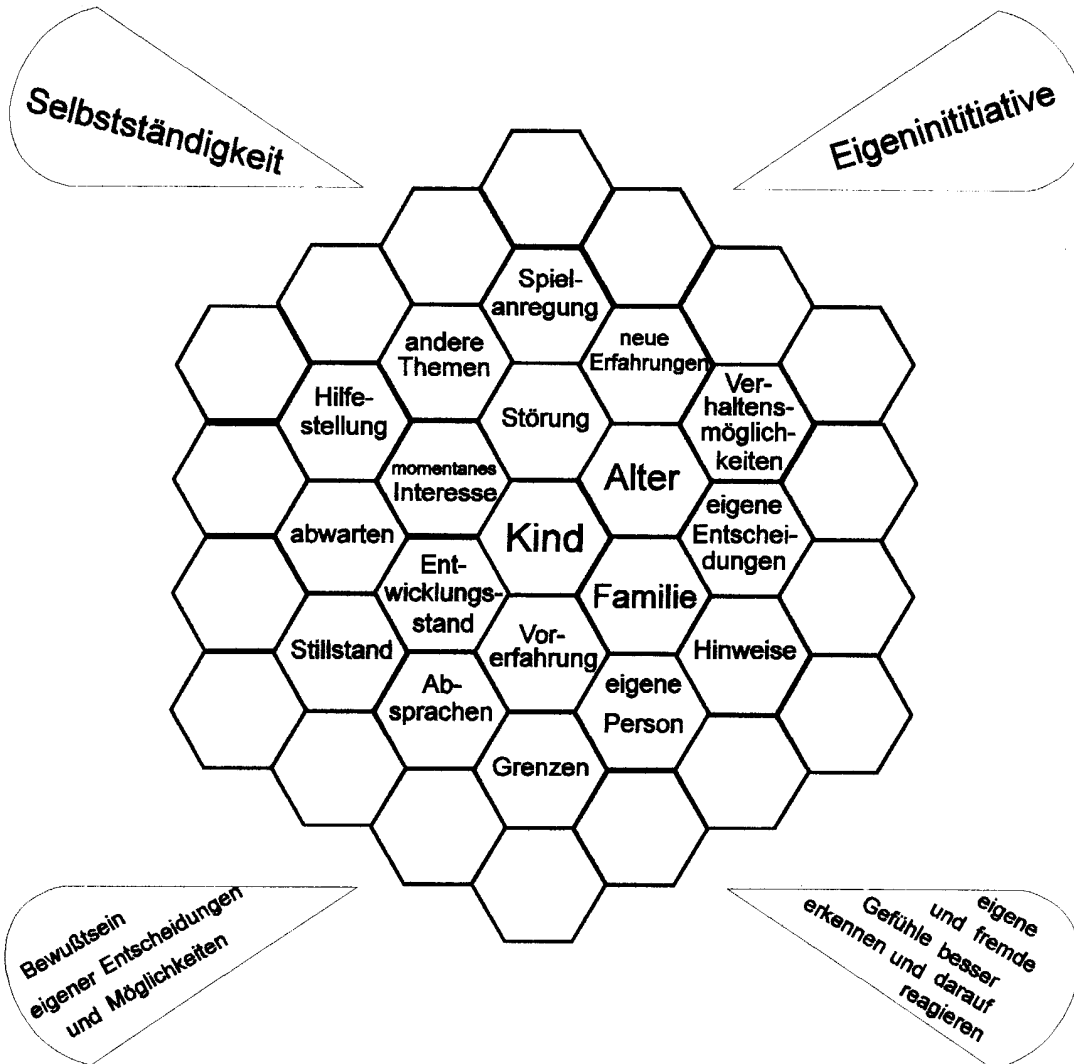 Selbstständigkeit
Eigeninititiative
Spiel-
anregung
andere
Themen
neue
Erfahrungen
Hilfe-
stellung
Störung
Ver-
haltens-
möglich-
keiten
momentanes
Interesse
Alter
abwarten
Kind
eigene
Entschei-
dungen
Ent-
wicklungs-
stand
Familie
Stillstand
Vor-
erfahrung
Hinweise
Ab-
sprachen
eigene
Person
Grenzen
Bewußtsein
eigener Entscheidungen
und Möglichkeiten
eigene
und fremde
Gefühle besser
erkennen und darauf
reagieren